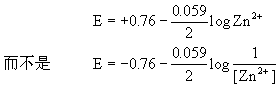 E = +0.76 − 0.059/2 log Zn²⁺
而不是 E = −0.76 − 0.059/2 log 1/[Zn²⁺]